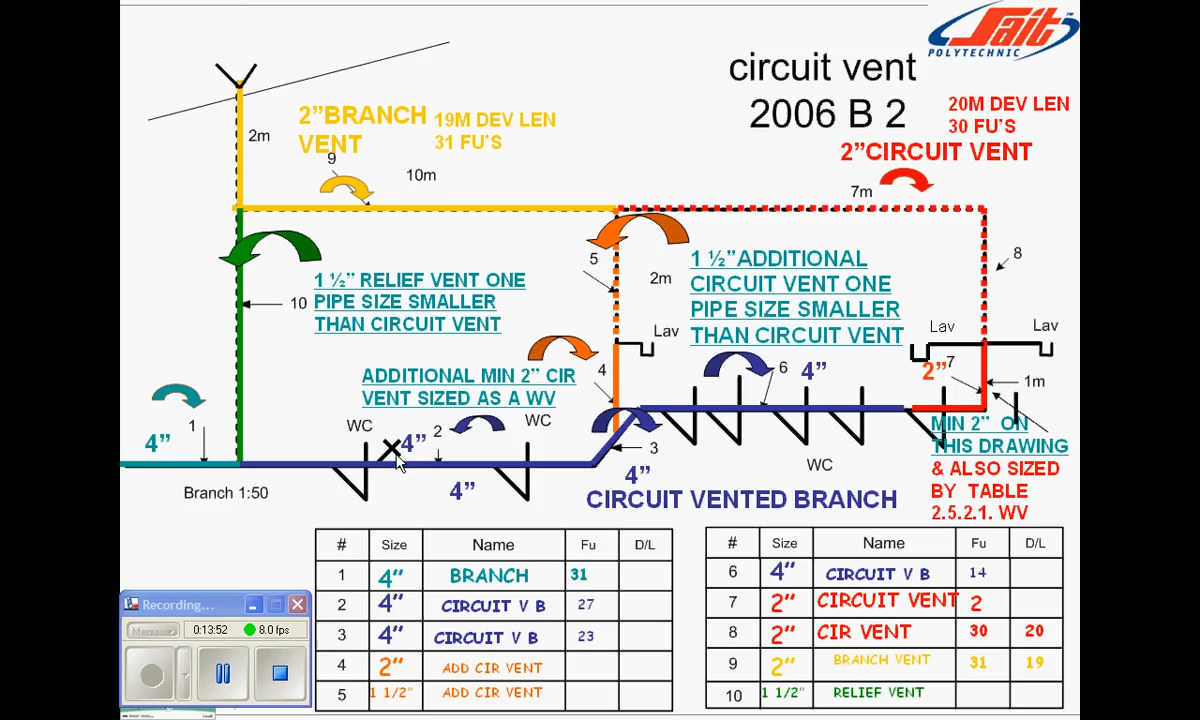 Sait
POLYTECHNIC
circuit vent
2006 B 2
20M DEV LEN
30 FU'S
2"CIRCUIT VENT
2"BRANCH
VENT
19M DEV LEN
31 FU'S
2m
9
10m
7m
8
5
2m
1 ½" RELIEF VENT ONE
PIPE SIZE SMALLER
THAN CIRCUIT VENT
10
1 ½"ADDITIONAL
CIRCUIT VENT ONE
PIPE SIZE SMALLER
THAN CIRCUIT VENT
Lav
Lav
Lav
ADDITIONAL MIN 2" CIR
VENT SIZED AS A WV
4
6
4"
2"
7
1m
WC
WC
1
4"
2
4"
3
4"
4"
WC
MIN 2" ON
THIS DRAWING
& ALSO SIZED
BY TABLE
2.5.2.1. WV
Branch 1:50
CIRCUIT VENTED BRANCH
# Size Name Fu D/L
1 4" BRANCH 31
2 4" CIRCUIT V B 27
3 4" CIRCUIT V B 23
4 2" ADD CIR VENT
5 1 1/2" ADD CIR VENT
# Size Name Fu D/L
6 4" CIRCUIT V B 14
7 2" CIRCUIT VENT 2
8 2" CIR VENT 30 20
9 2" BRANCH VENT 31 19
10 1 1/2" RELIEF VENT
Recording...
Menu
0:13:52
8.0 fps